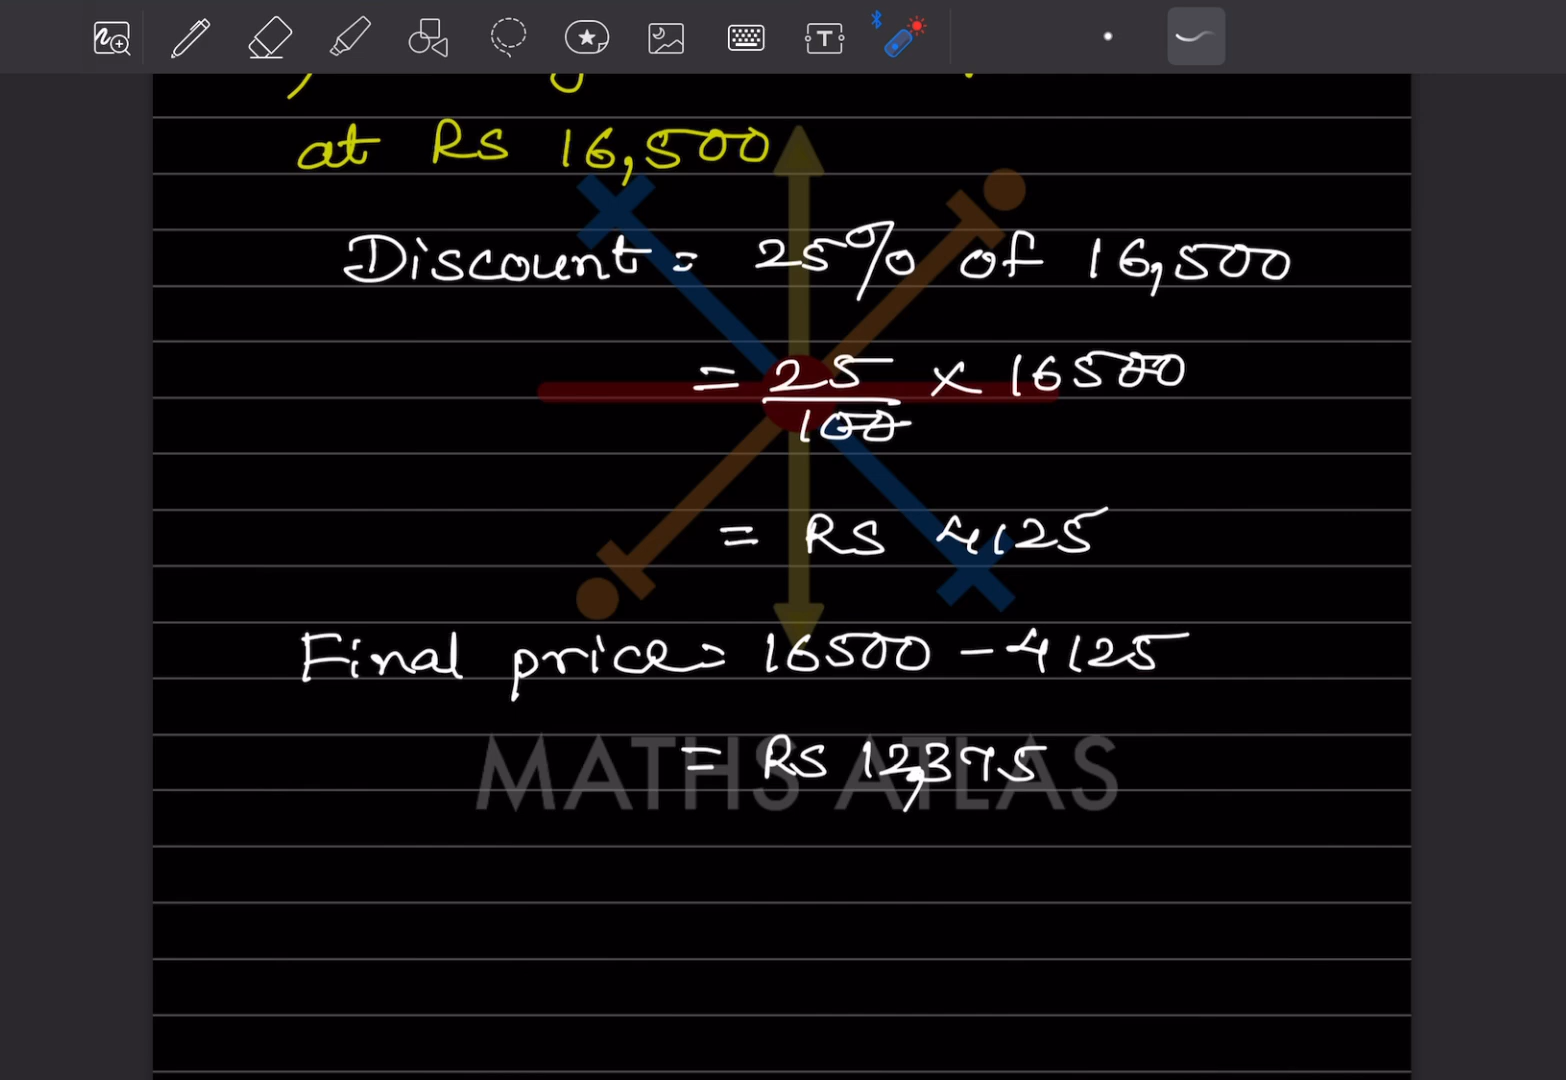 at Rs 16,500
Discount = 25% of 16,500
= 25/100 × 16500
= Rs 4125
Final price = 16500 - 4125
= Rs 12,375
MATHS ATLAS